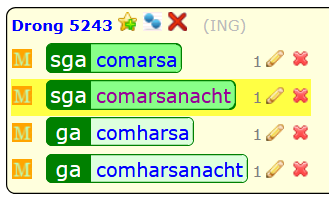 Drong 5243 (ING)
M sga comarsa 1
M sga comarsanacht 1
M ga comharsa 1
M ga comharsanacht 1